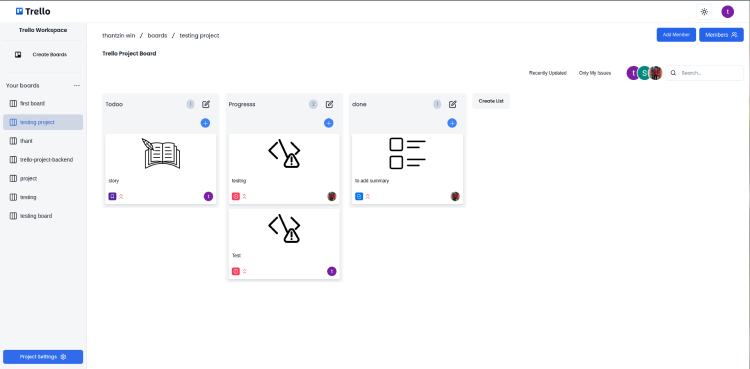 Trello
t
Trello Workspace
Create Boards
Your boards
first board
testing project
thant
trello-project-backend
project
testing
testing board
Project Settings
thantzin win / boards / testing project
Add Member
Members
Trello Project Board
Recently Updated
Only My Issues
t
S
Search...
Todoo
1
story
t
Progresss
2
testing
Test
t
done
1
to add summary
Create List